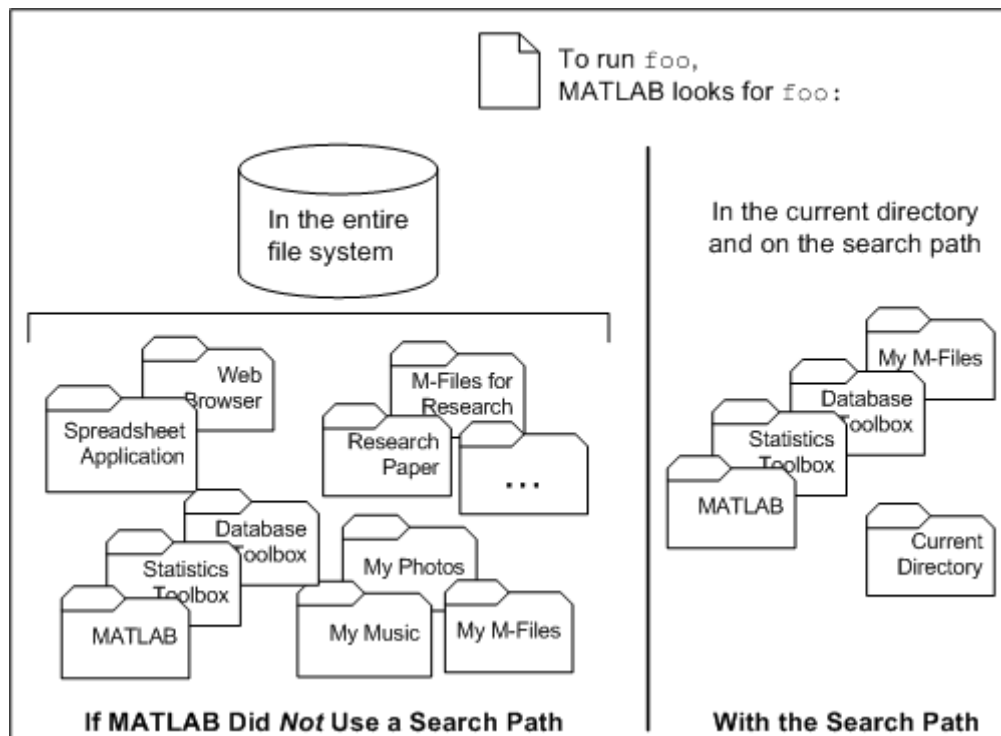 To run foo,
MATLAB looks for foo:
In the entire
file system
Web
Browser
Spreadsheet
Application
M-Files for
Research
Research
Paper
...
Database
Toolbox
Statistics
Toolbox
MATLAB
My Photos
My Music
My M-Files
If MATLAB Did Not Use a Search Path
In the current directory
and on the search path
My M-Files
Database
Toolbox
Statistics
Toolbox
MATLAB
Current
Directory
With the Search Path